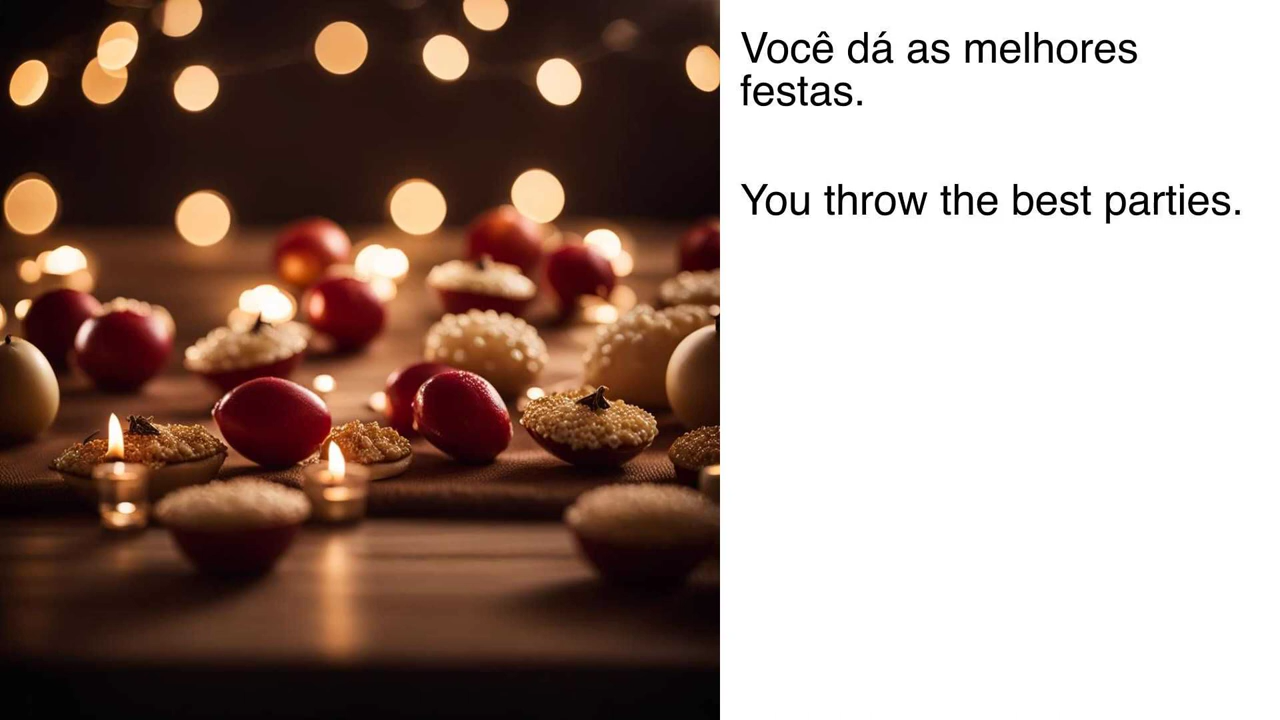 Você dá as melhores
festas.
You throw the best parties.